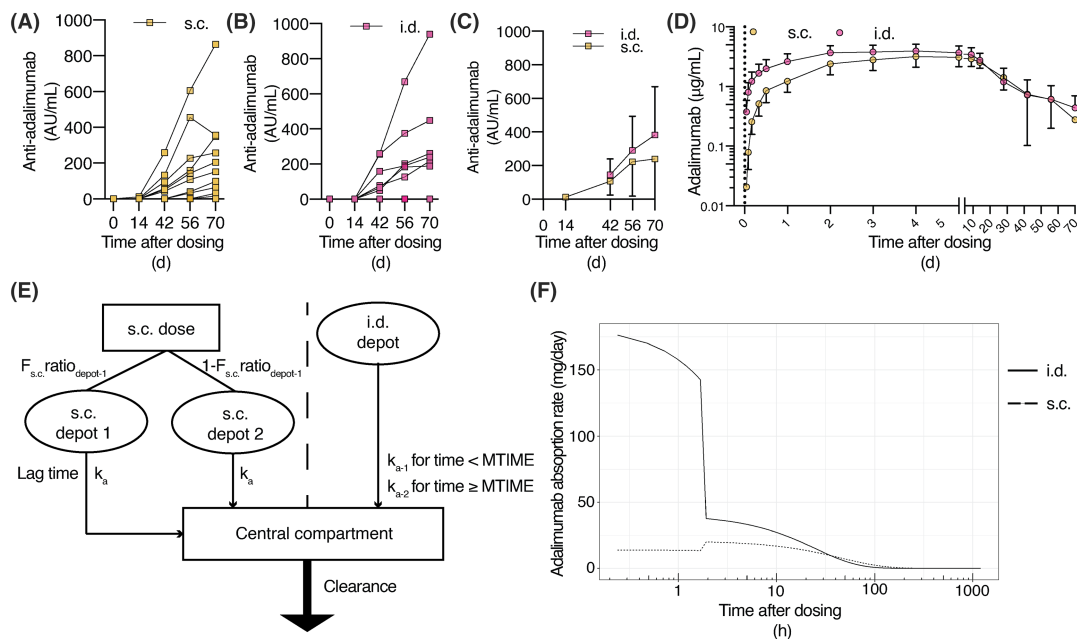 (A)
s.c.
Anti-adalimumab
(AU/mL)
1000
800
600
400
200
0
0 14 42 56 70
Time after dosing
(d)
(B)
i.d.
Anti-adalimumab
(AU/mL)
1000
800
600
400
200
0
0 14 42 56 70
Time after dosing
(d)
(C)
i.d.
s.c.
Anti-adalimumab
(AU/mL)
1000
800
600
400
200
0
0 14 42 56 70
Time after dosing
(d)
(D)
s.c. i.d.
Adalimumab (µg/mL)
10
1
0.1
0.01
0 1 2 3 4 5 10 20 30 40 50 60 70
Time after dosing
(d)
(E)
s.c. dose
F s.c. ratio depot-1
1-F s.c. ratio depot-1
s.c.
depot 1
s.c.
depot 2
i.d.
depot
Lag time
ka
ka
ka-1 for time < MTIME
ka-2 for time ≥ MTIME
Central compartment
Clearance
(F)
Adalimumab absoprtion rate (mg/day)
150
100
50
0
1 10 100 1000
Time after dosing
(h)
i.d.
s.c.